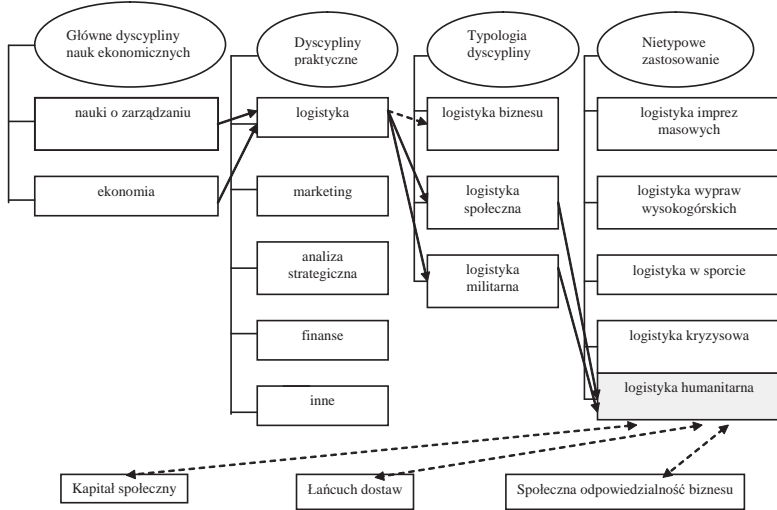 Główne dyscypliny
nauk ekonomicznych
nauki o zarządzaniu
ekonomia
Dyscypliny
praktyczne
logistyka
marketing
analiza
strategiczna
finanse
inne
Typologia
dyscypliny
logistyka biznesu
logistyka
społeczna
logistyka
militarna
Nietypowe
zastosowanie
logistyka imprez
masowych
logistyka wypraw
wysokogórskich
logistyka w sporcie
logistyka kryzysowa
logistyka humanitarna
Kapitał społeczny
Łańcuch dostaw
Społeczna odpowiedzialność biznesu